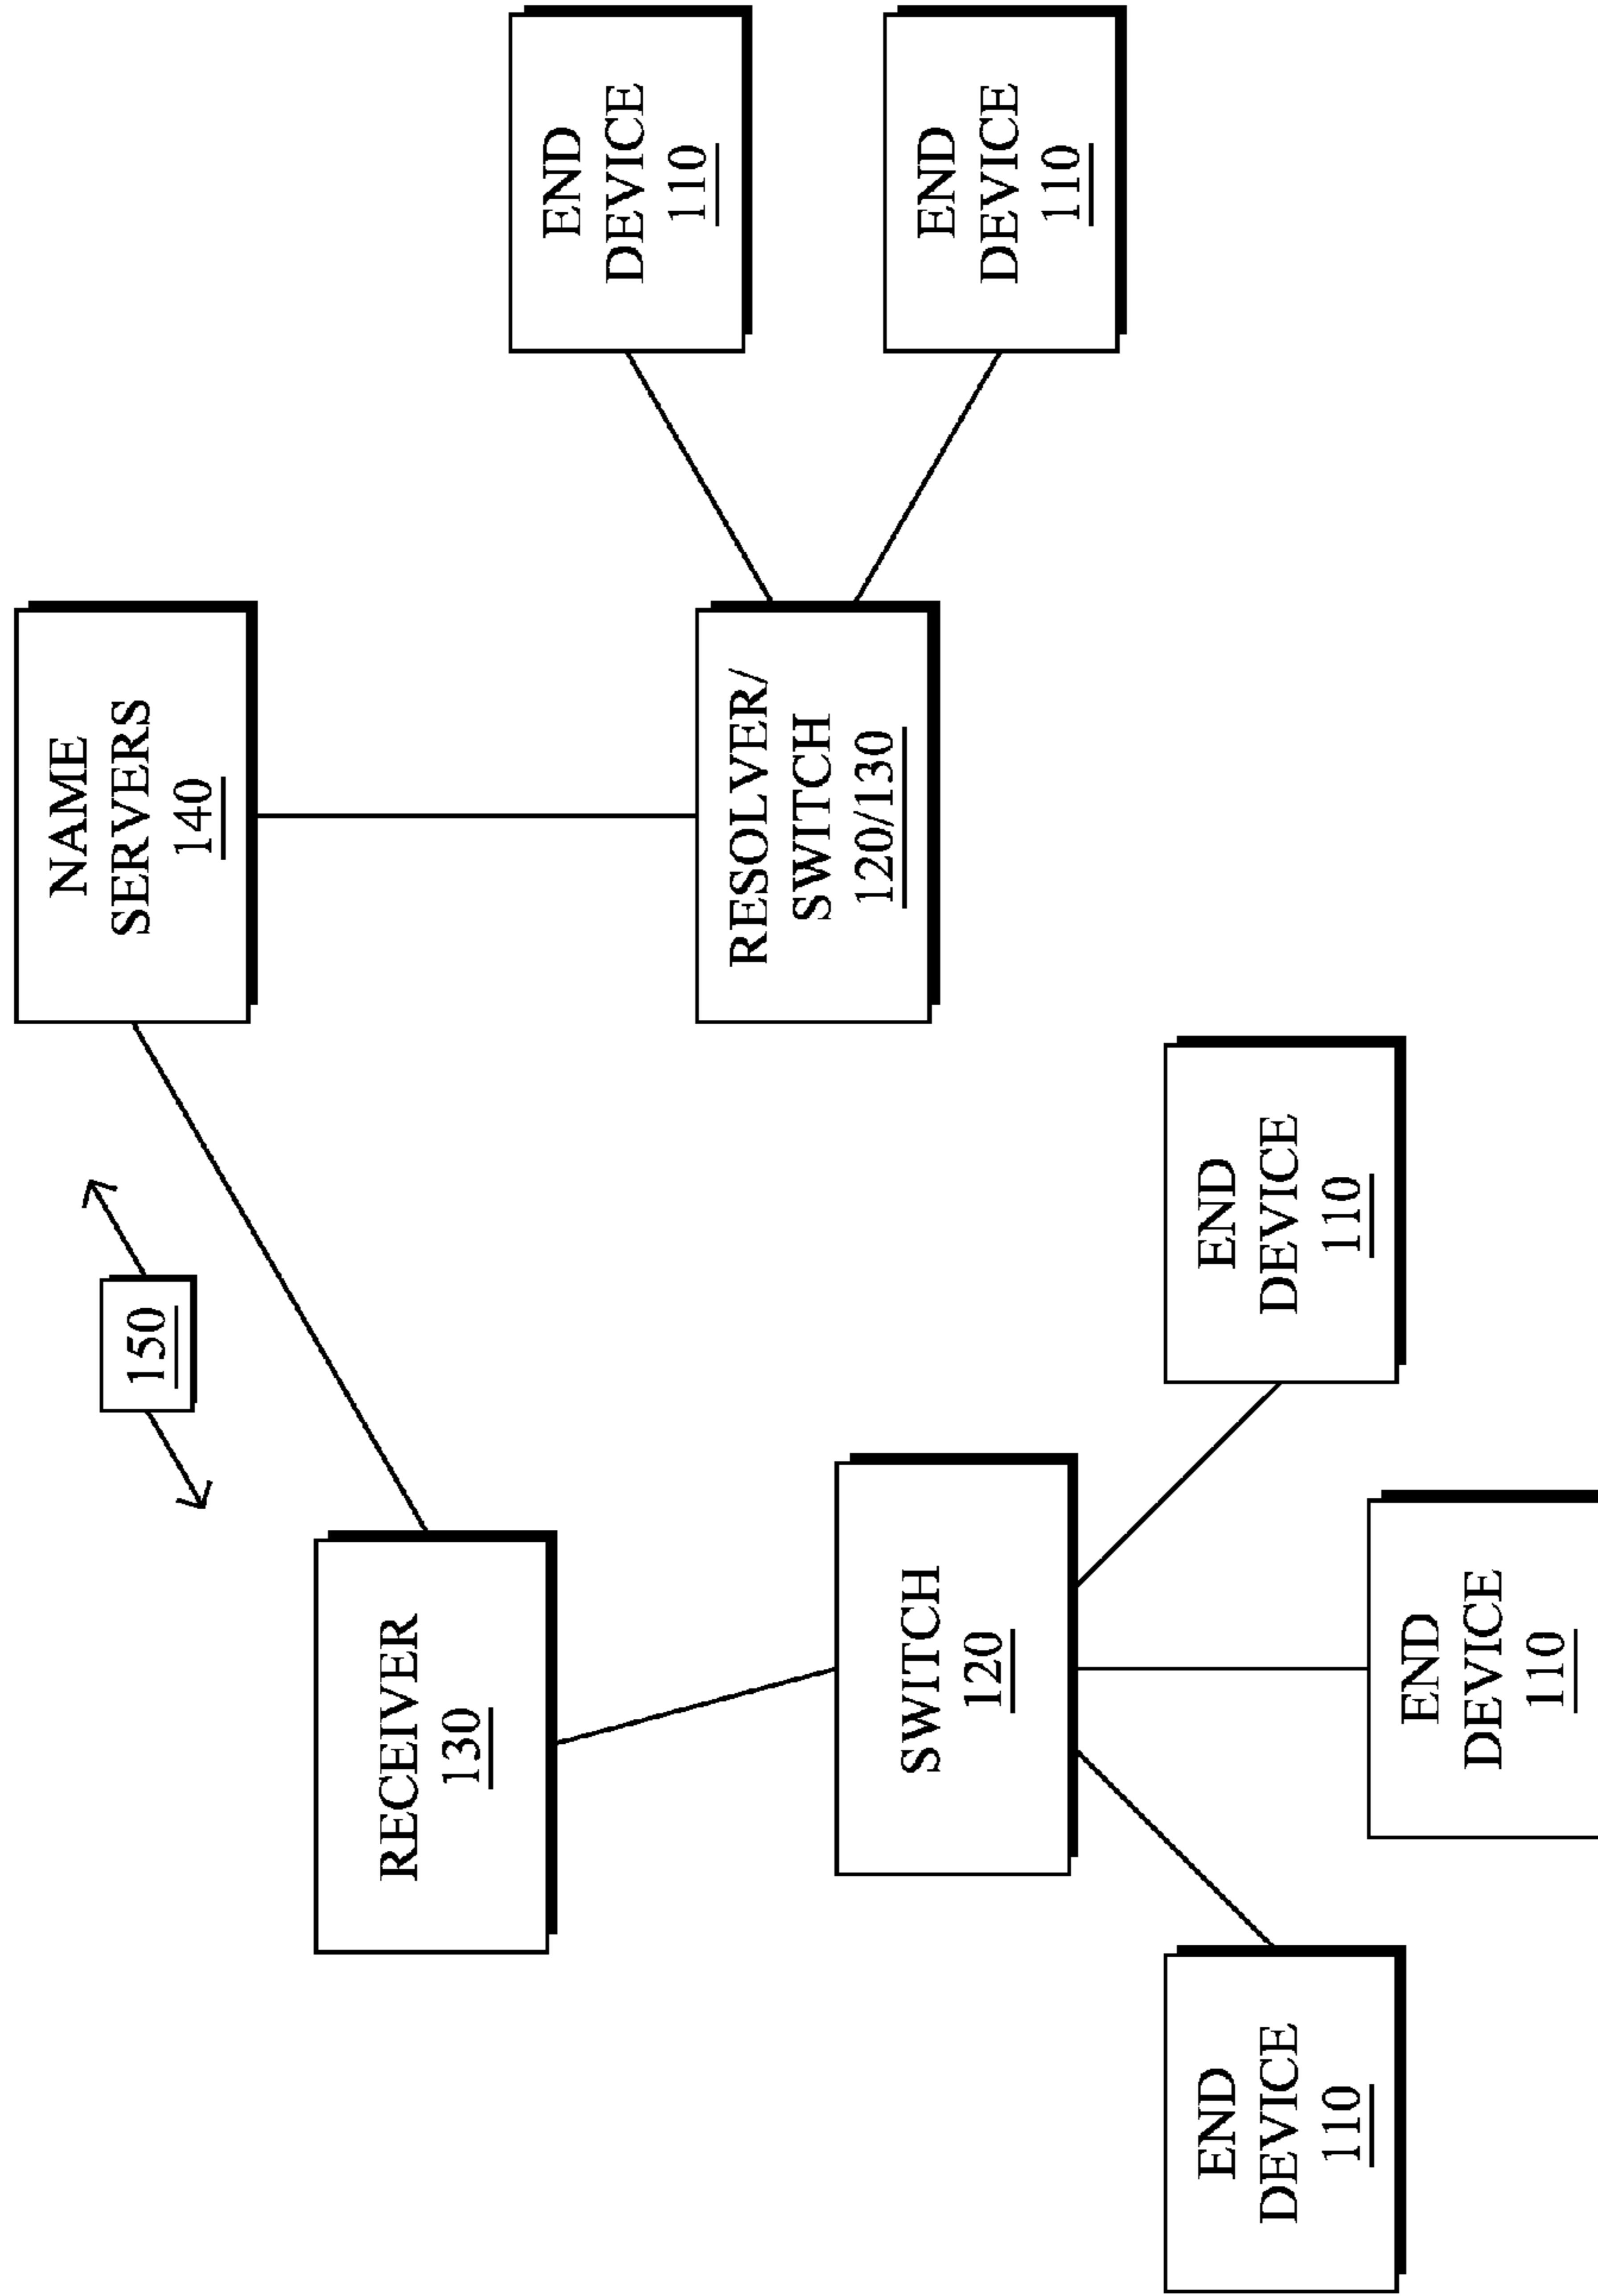 NAME
SERVERS
140
150
RECEIVER
130
END
DEVICE
110
RESOLVER/
SWITCH
120/130
SWITCH
120
END
DEVICE
110
END
DEVICE
110
END
DEVICE
110
END
DEVICE
110